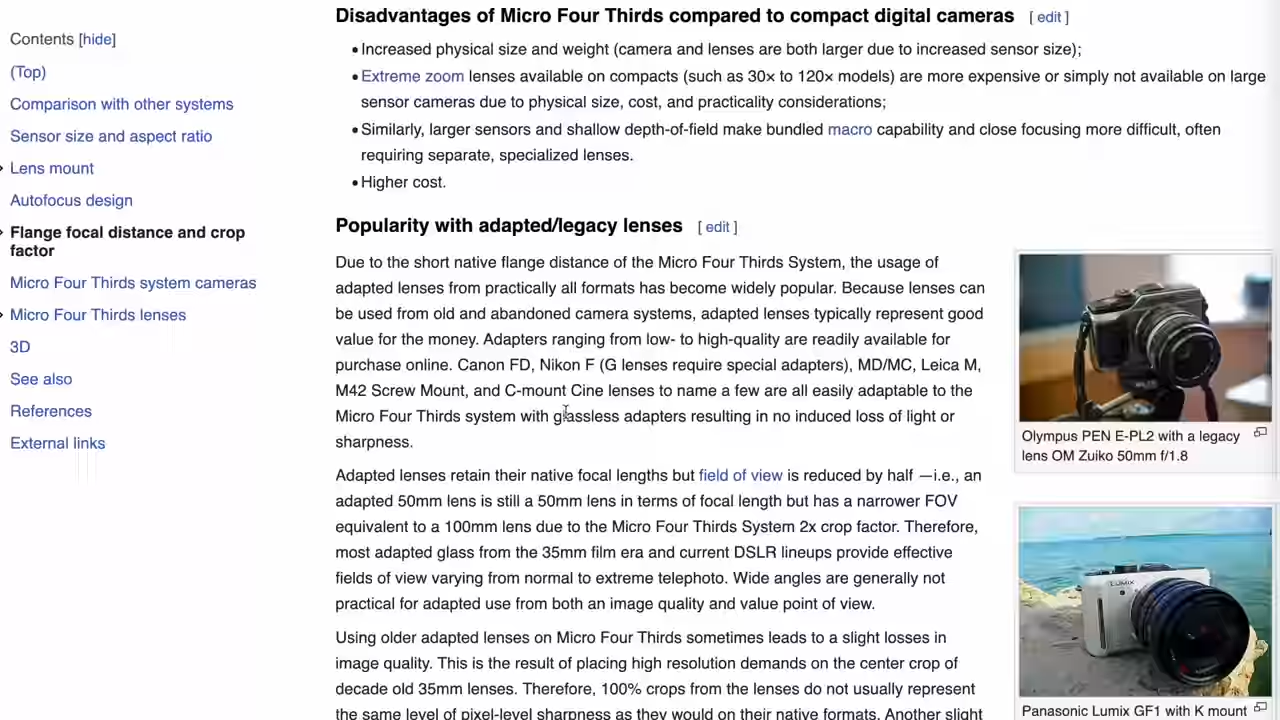 Contents [hide]
(Top)
Comparison with other systems
Sensor size and aspect ratio
Lens mount
Autofocus design
Flange focal distance and crop
factor
Micro Four Thirds system cameras
Micro Four Thirds lenses
3D
See also
References
External links
Disadvantages of Micro Four Thirds compared to compact digital cameras [ edit ]
• Increased physical size and weight (camera and lenses are both larger due to increased sensor size);
• Extreme zoom lenses available on compacts (such as 30× to 120× models) are more expensive or simply not available on large
sensor cameras due to physical size, cost, and practicality considerations;
• Similarly, larger sensors and shallow depth-of-field make bundled macro capability and close focusing more difficult, often
requiring separate, specialized lenses.
• Higher cost.
Popularity with adapted/legacy lenses [ edit ]
Due to the short native flange distance of the Micro Four Thirds System, the usage of
adapted lenses from practically all formats has become widely popular. Because lenses can
be used from old and abandoned camera systems, adapted lenses typically represent good
value for the money. Adapters ranging from low- to high-quality are readily available for
purchase online. Canon FD, Nikon F (G lenses require special adapters), MD/MC, Leica M,
M42 Screw Mount, and C-mount Cine lenses to name a few are all easily adaptable to the
Micro Four Thirds system with glassless adapters resulting in no induced loss of light or
sharpness.
Adapted lenses retain their native focal lengths but field of view is reduced by half —i.e., an
adapted 50mm lens is still a 50mm lens in terms of focal length but has a narrower FOV
equivalent to a 100mm lens due to the Micro Four Thirds System 2x crop factor. Therefore,
most adapted glass from the 35mm film era and current DSLR lineups provide effective
fields of view varying from normal to extreme telephoto. Wide angles are generally not
practical for adapted use from both an image quality and value point of view.
Using older adapted lenses on Micro Four Thirds sometimes leads to a slight losses in
image quality. This is the result of placing high resolution demands on the center crop of
decade old 35mm lenses. Therefore, 100% crops from the lenses do not usually represent
the same level of pixel-level sharpness as they would on their native formats. Another slight
Olympus PEN E-PL2 with a legacy
lens OM Zuiko 50mm f/1.8
LUMIX
Panasonic Lumix GF1 with K mount